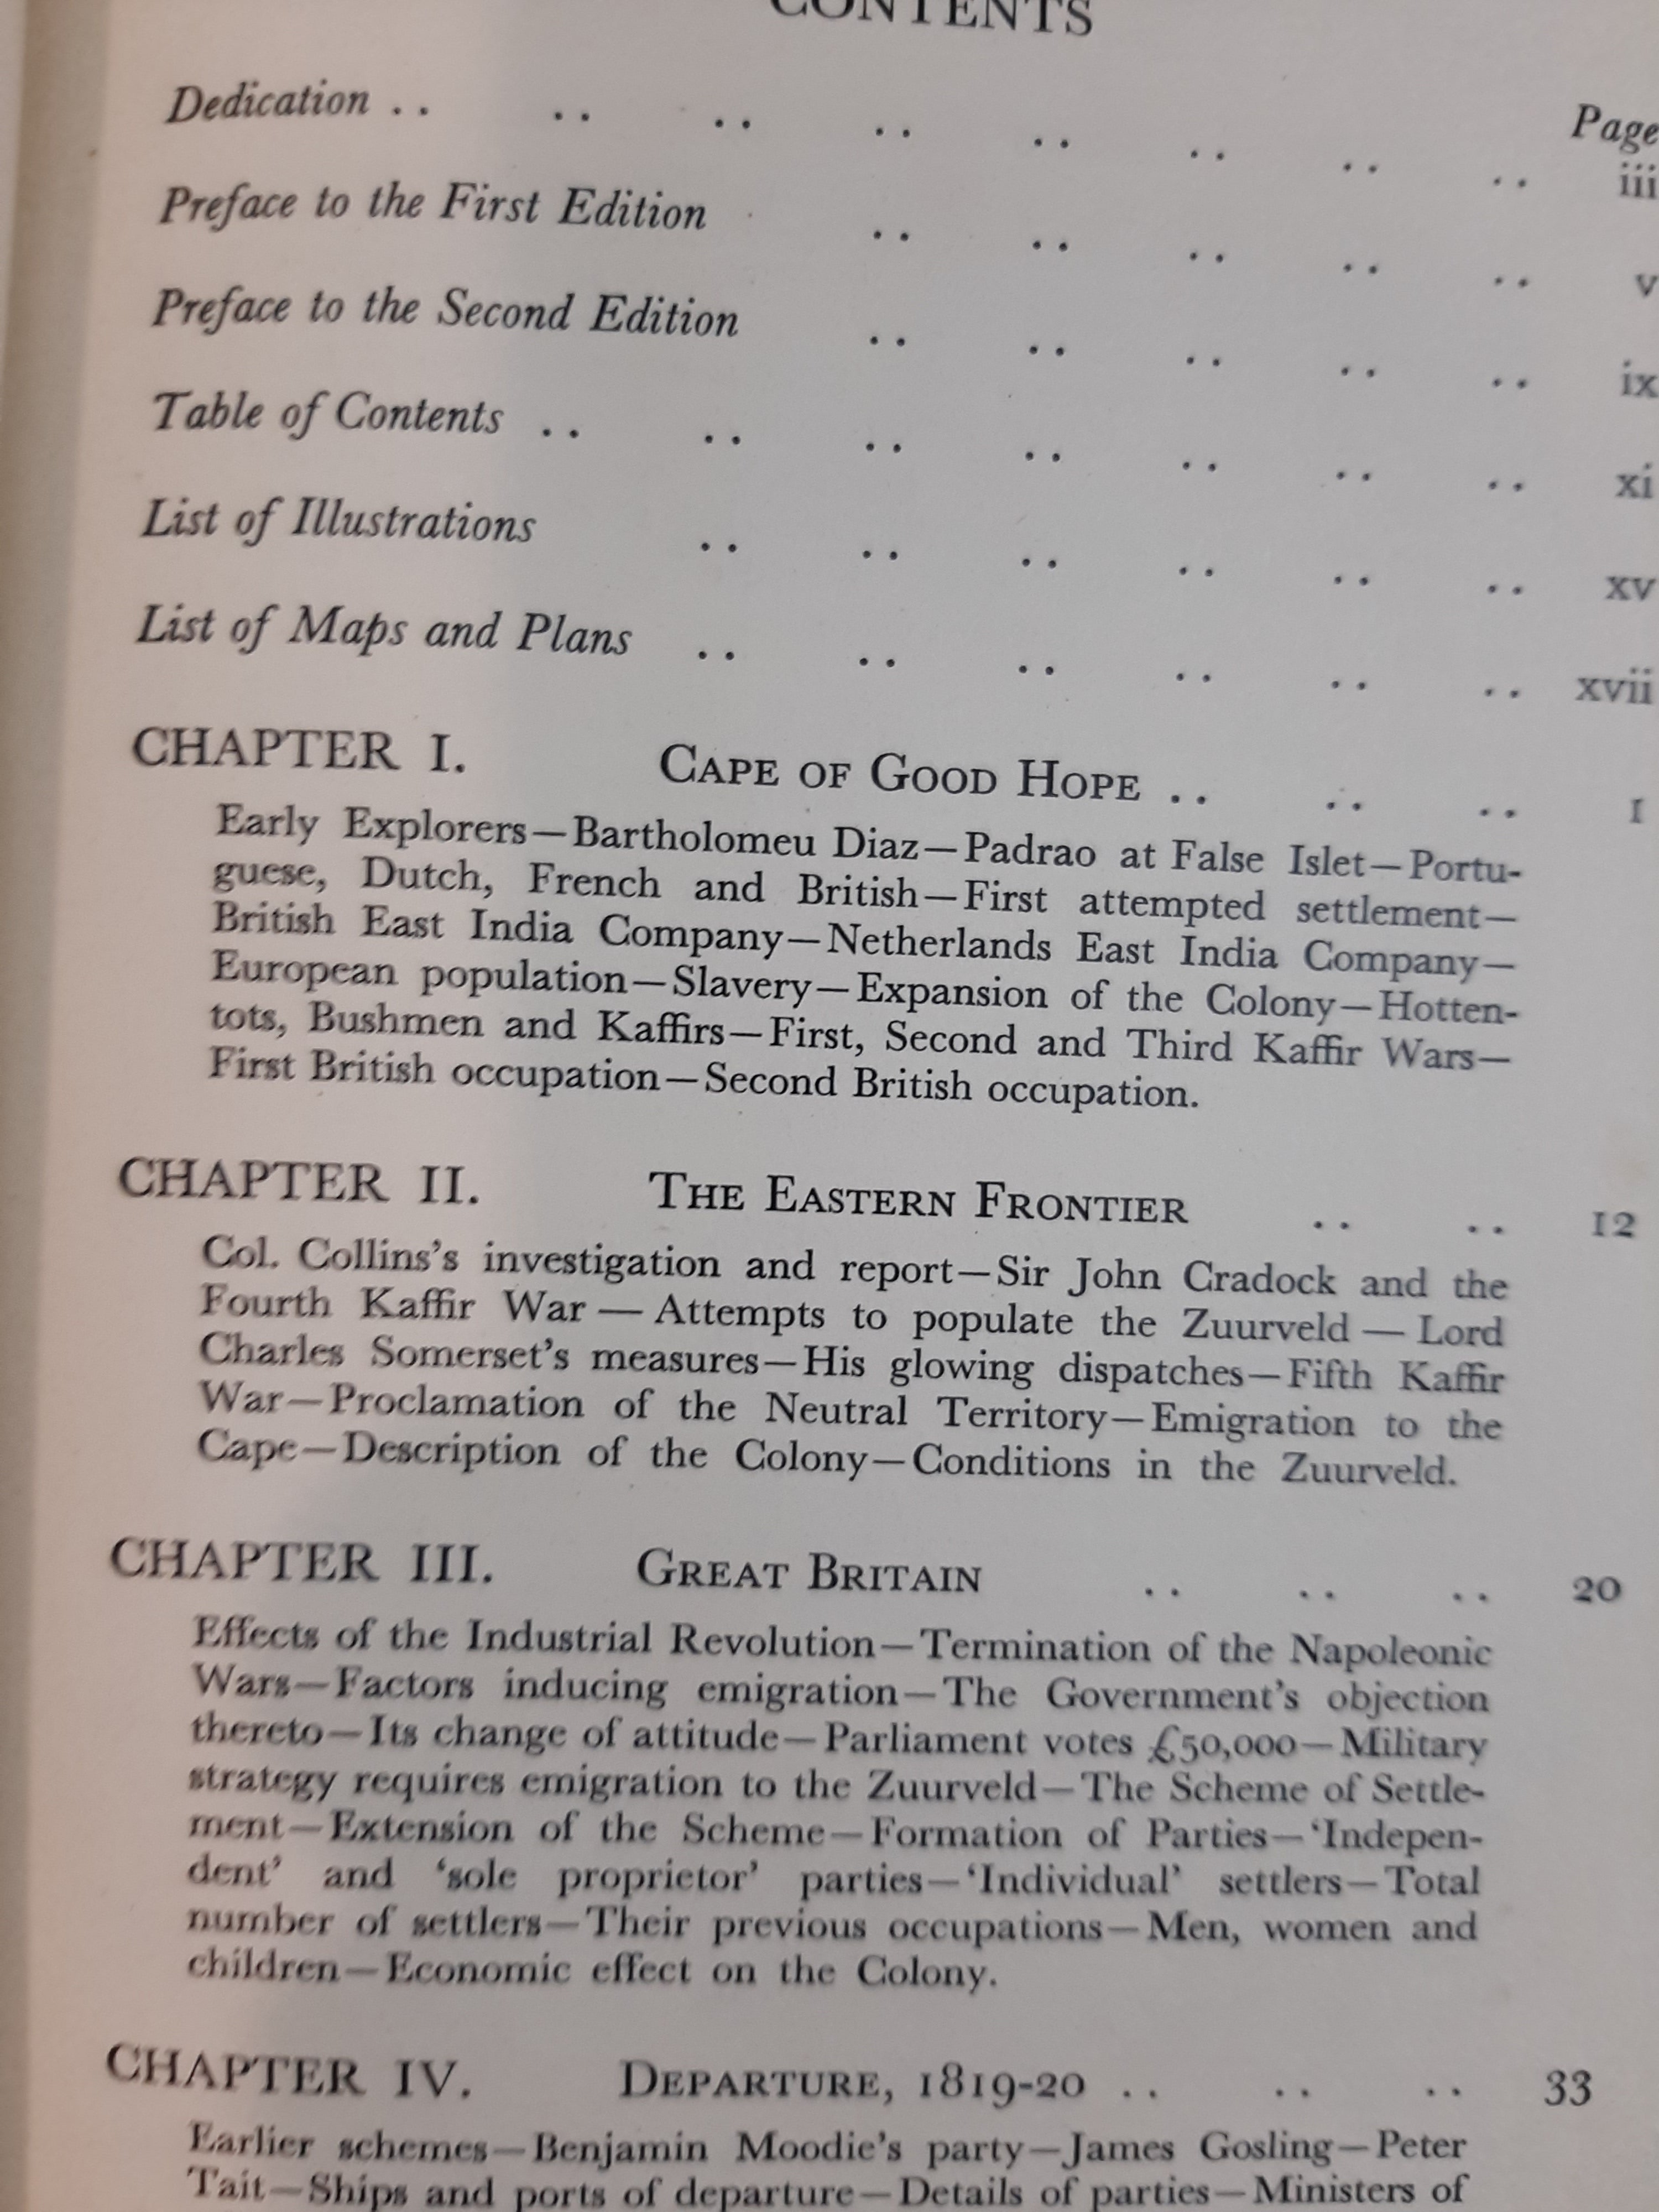 CONTENTS
Page
Dedication .. .. .. .. .. .. .. .. iii
Preface to the First Edition .. .. .. .. .. v
Preface to the Second Edition .. .. .. .. .. ix
Table of Contents .. .. .. .. .. .. .. xi
List of Illustrations .. .. .. .. .. .. xv
List of Maps and Plans .. .. .. .. .. .. xvii
CHAPTER I. CAPE OF GOOD HOPE .. .. .. 1
Early Explorers—Bartholomeu Diaz—Padrao at False Islet—Portu-
guese, Dutch, French and British—First attempted settlement—
British East India Company—Netherlands East India Company—
European population—Slavery—Expansion of the Colony—Hotten-
tots, Bushmen and Kaffirs—First, Second and Third Kaffir Wars—
First British occupation—Second British occupation.
CHAPTER II. THE EASTERN FRONTIER .. .. 12
Col. Collins's investigation and report—Sir John Cradock and the
Fourth Kaffir War — Attempts to populate the Zuurveld — Lord
Charles Somerset's measures—His glowing dispatches—Fifth Kaffir
War—Proclamation of the Neutral Territory—Emigration to the
Cape—Description of the Colony—Conditions in the Zuurveld.
CHAPTER III. GREAT BRITAIN .. .. .. 20
Effects of the Industrial Revolution—Termination of the Napoleonic
Wars—Factors inducing emigration—The Government's objection
thereto—Its change of attitude—Parliament votes £50,000—Military
strategy requires emigration to the Zuurveld—The Scheme of Settle-
ment—Extension of the Scheme—Formation of Parties—'Indepen-
dent' and 'sole proprietor' parties—'Individual' settlers—Total
number of settlers—Their previous occupations—Men, women and
children—Economic effect on the Colony.
CHAPTER IV. DEPARTURE, 1819-20 .. .. .. 33
Earlier schemes—Benjamin Moodie's party—James Gosling—Peter
Tait—Ships and ports of departure—Details of parties—Ministers of